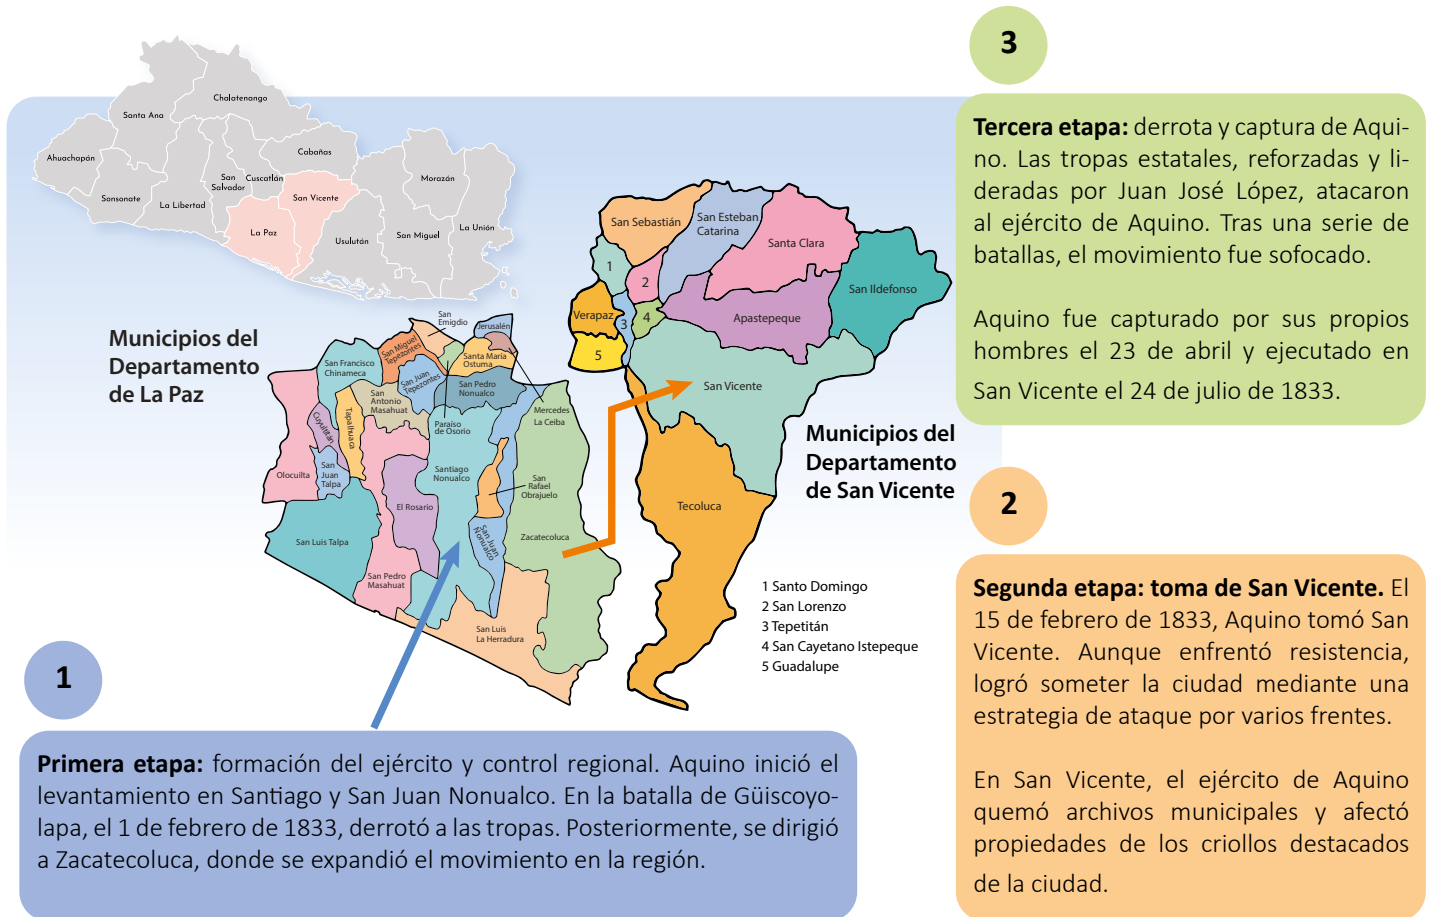 Chalatenango
Santa Ana
Ahuachapán
Cabañas
Cuscatlán
San
Salvador
Morazán
Sonsonate
La Libertad
San Vicente
La Paz
Usulután
San Miguel
La Unión
Municipios del
Departamento
de La Paz
San
Emigdio
Jerusalén
San Miguel
Tepezontes
Santa María
Ostuma
San Francisco
Chinameca
San Juan
Tepezontes
San Pedro
Nonualco
San
Antonio
Masahuat
Mercedes
La Ceiba
Cuyultitán
Tapalhuaca
Paraíso
de Osorio
Olocuilta
San
Juan
Talpa
Santiago
Nonualco
San
Rafael
Obrajuelo
El Rosario
San Luis Talpa
San Juan
Nonualco
Zacatecoluca
San Pedro
Masahuat
San Luis
La Herradura
San Sebastián
San Esteban
Catarina
Santa Clara
1
2
San Ildefonso
Verapaz
3
4
Apastepeque
5
San Vicente
Tecoluca
Municipios del
Departamento
de San Vicente
1 Santo Domingo
2 San Lorenzo
3 Tepetitán
4 San Cayetano Istepeque
5 Guadalupe
1
Primera etapa: formación del ejército y control regional. Aquino inició el
levantamiento en Santiago y San Juan Nonualco. En la batalla de Güiscoyo-
lapa, el 1 de febrero de 1833, derrotó a las tropas. Posteriormente, se dirigió
a Zacatecoluca, donde se expandió el movimiento en la región.
2
Segunda etapa: toma de San Vicente. El
15 de febrero de 1833, Aquino tomó San
Vicente. Aunque enfrentó resistencia,
logró someter la ciudad mediante una
estrategia de ataque por varios frentes.
En San Vicente, el ejército de Aquino
quemó archivos municipales y afectó
propiedades de los criollos destacados
de la ciudad.
3
Tercera etapa: derrota y captura de Aqui-
no. Las tropas estatales, reforzadas y li-
deradas por Juan José López, atacaron
al ejército de Aquino. Tras una serie de
batallas, el movimiento fue sofocado.
Aquino fue capturado por sus propios
hombres el 23 de abril y ejecutado en
San Vicente el 24 de julio de 1833.